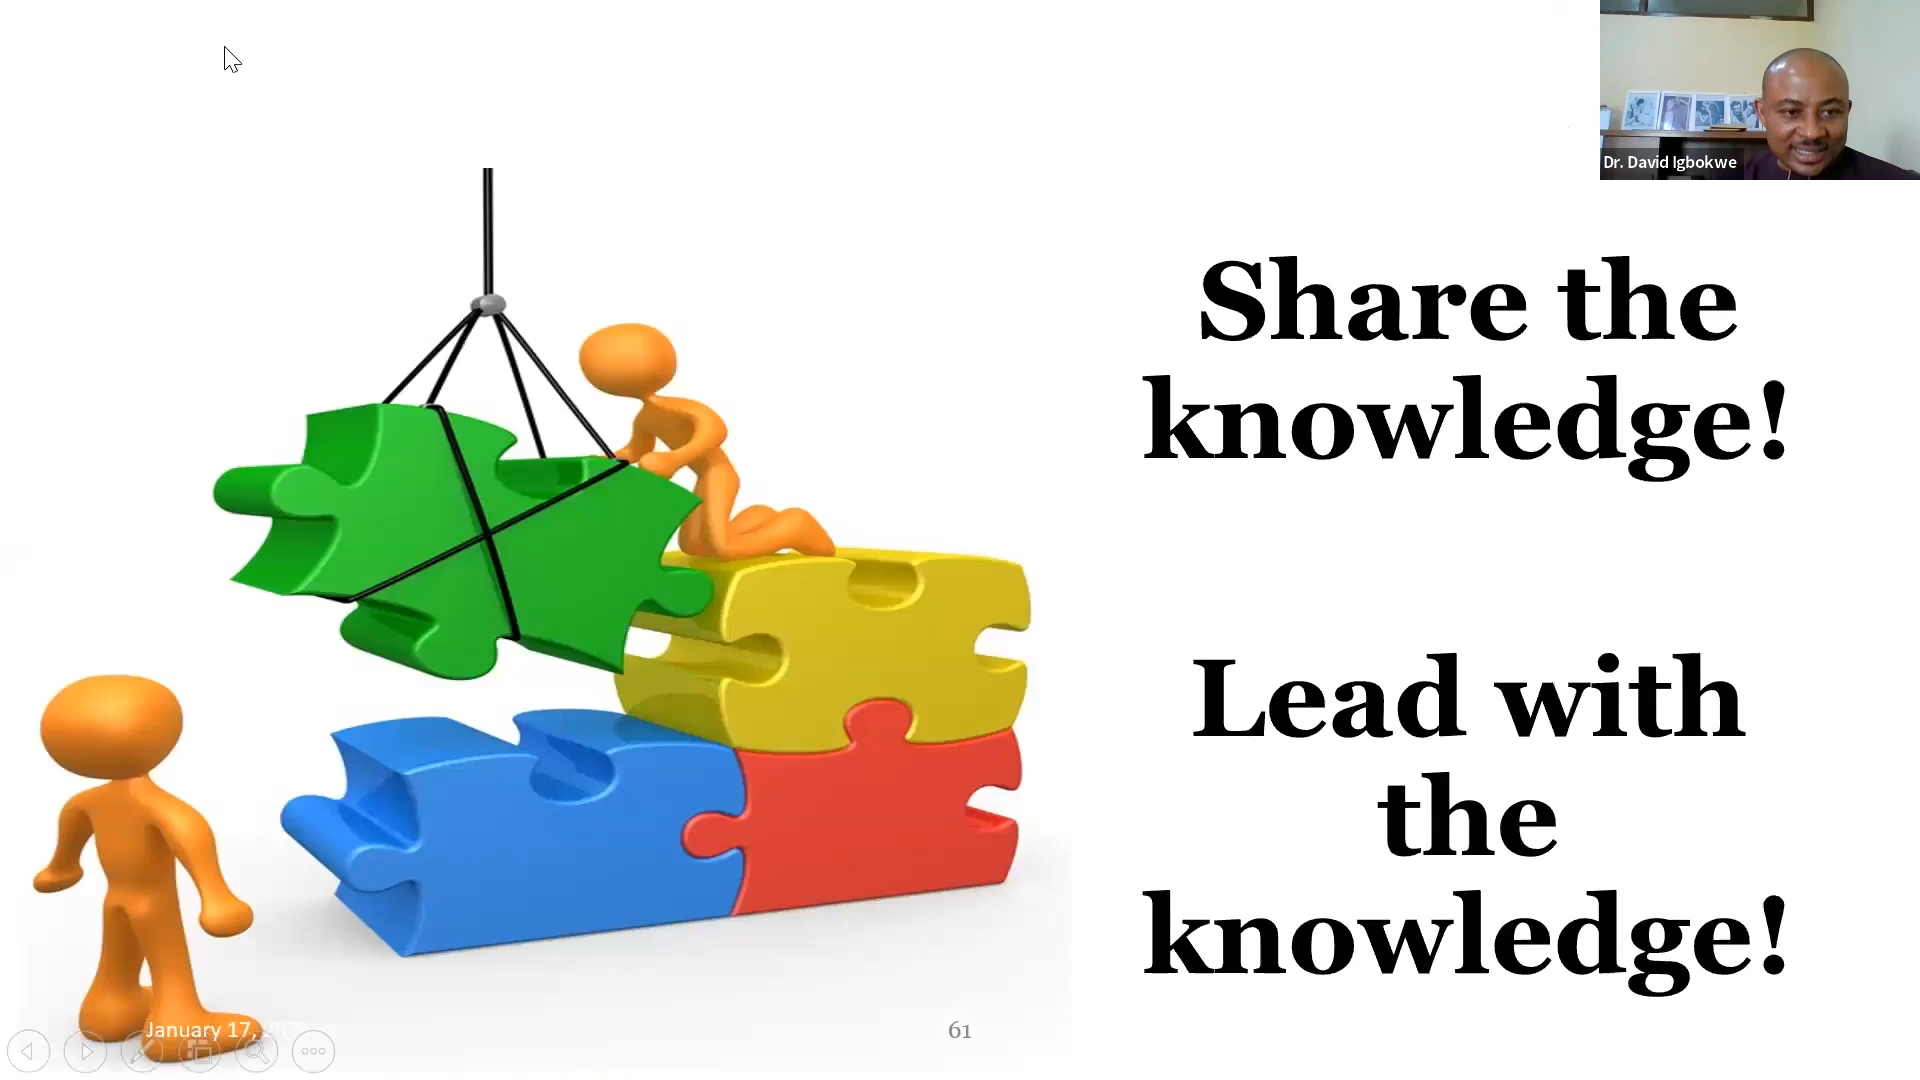 Dr. David Igbokwe
Share the
knowledge!
Lead with
the
knowledge!
January 17,
61